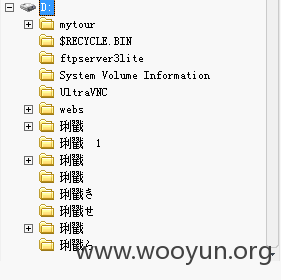 D:
mytour
$RECYCLE.BIN
ftpserver3lite
System Volume Information
UltraVNC
webs
琍戳
琍戳 1
琍戳
琍戳
琍戳き
琍戳せ
琍戳
琍戳
www.wooyun.org